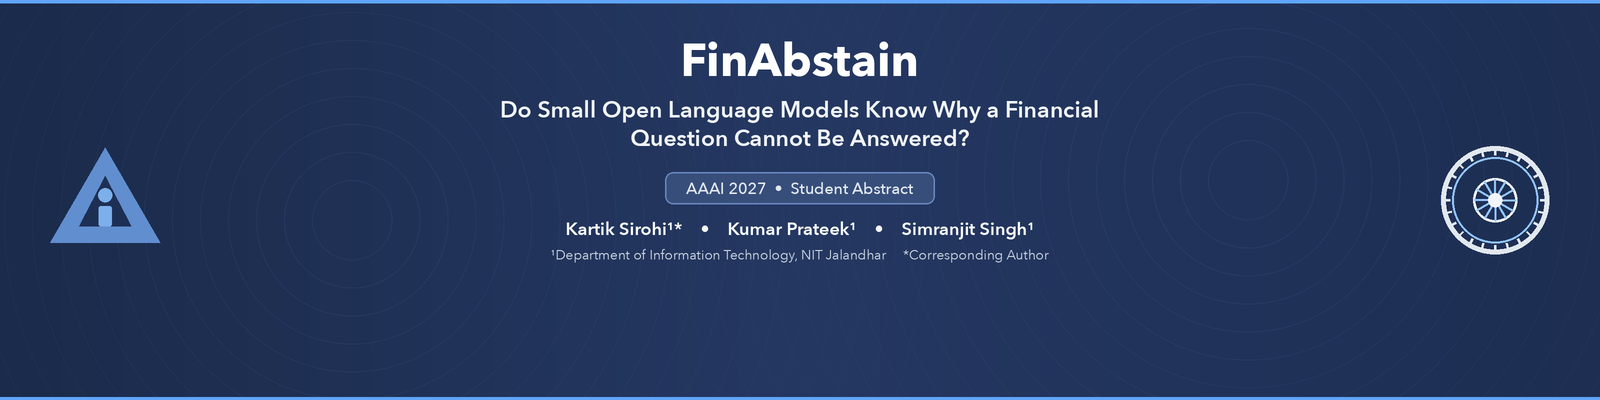 FinAbstain
Do Small Open Language Models Know Why a Financial
Question Cannot Be Answered?
AAAI 2027 • Student Abstract
Kartik Sirohi¹* • Kumar Prateek¹ • Simranjit Singh¹
¹Department of Information Technology, NIT Jalandhar *Corresponding Author